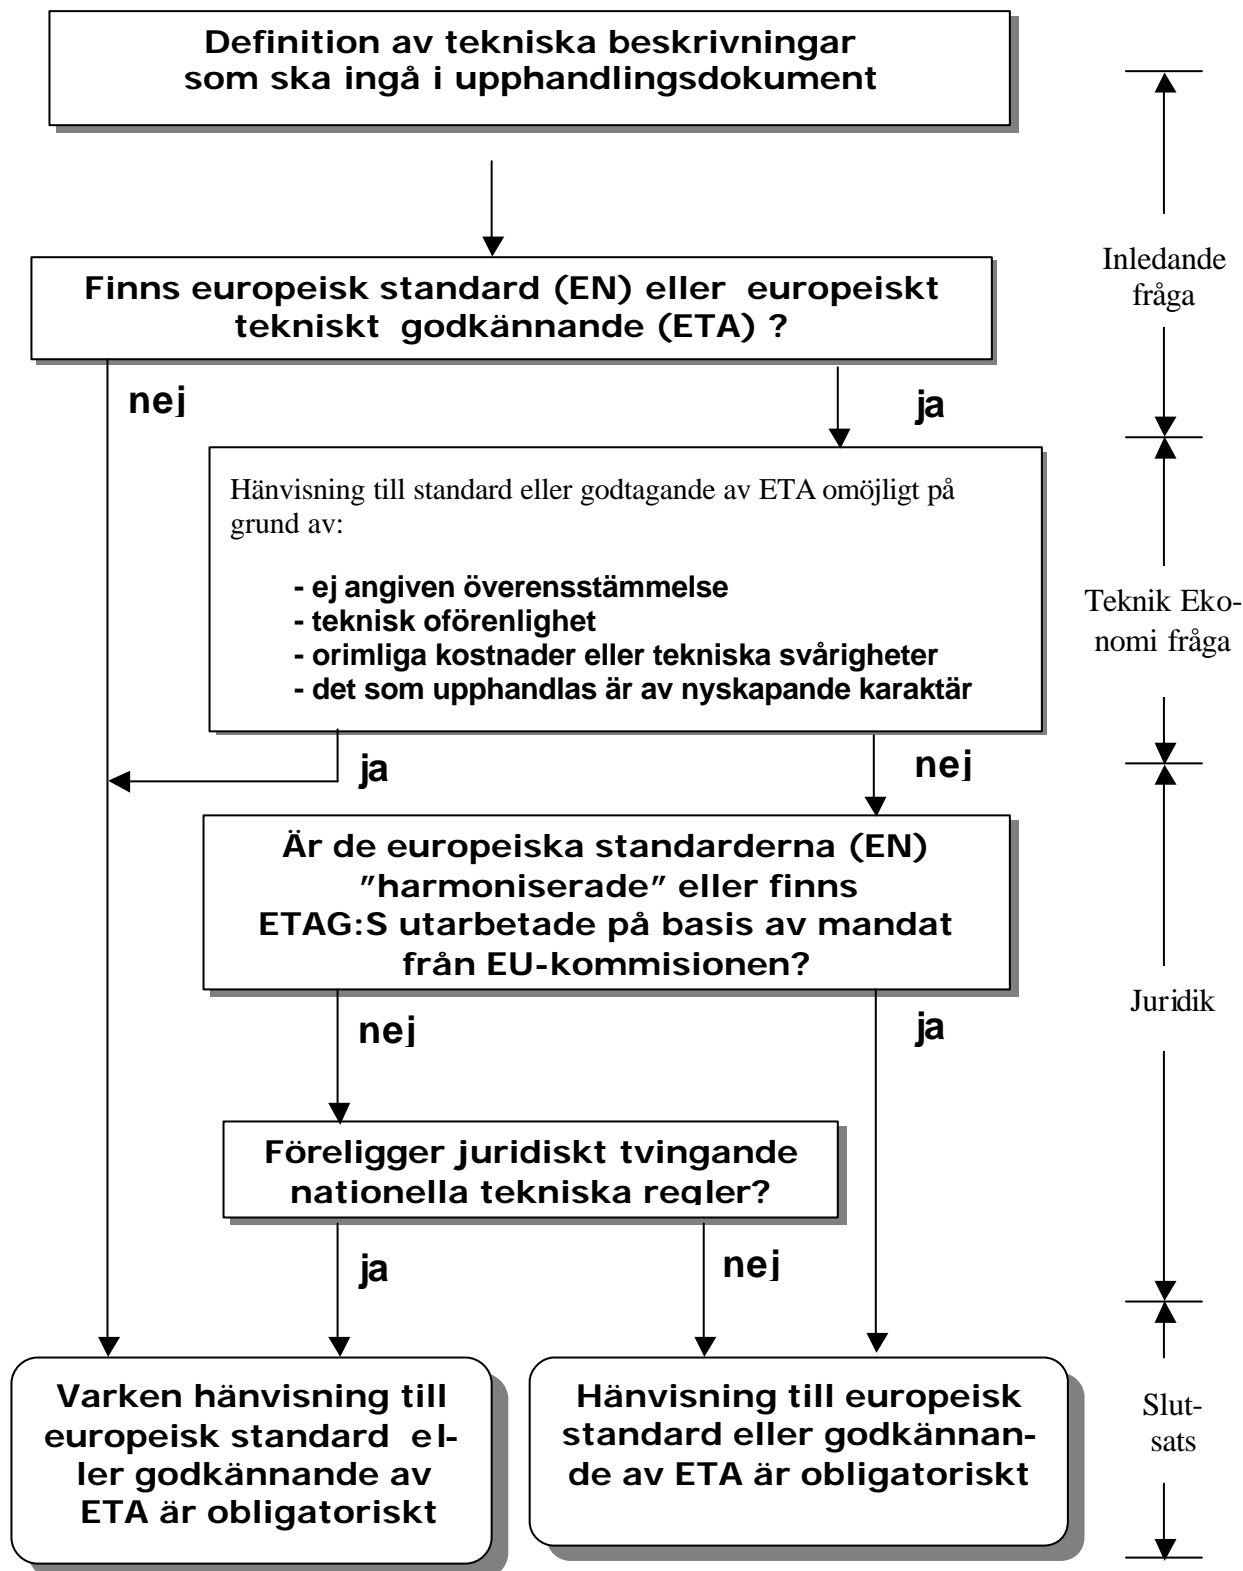 Definition av tekniska beskrivningar
som ska ingå i upphandlingsdokument
Inledande
fråga
Finns europeisk standard (EN) eller europeiskt
tekniskt godkännande (ETA) ?
nej
ja
Hänvisning till standard eller godtagande av ETA omöjligt på
grund av:
- ej angiven överensstämmelse
- teknisk oförenlighet
- orimliga kostnader eller tekniska svårigheter
- det som upphandlas är av nyskapande karaktär
Teknik Eko-
nomi fråga
ja
nej
Är de europeiska standarderna (EN)
"harmoniserade" eller finns
ETAG:S utarbetade på basis av mandat
från EU-kommisionen?
Juridik
nej
ja
Föreligger juridiskt tvingande
nationella tekniska regler?
ja
nej
Varken hänvisning till
europeisk standard el-
ler godkännande av
ETA är obligatoriskt
Hänvisning till europeisk
standard eller godkännan-
de av ETA är obligatoriskt
Slut-
sats